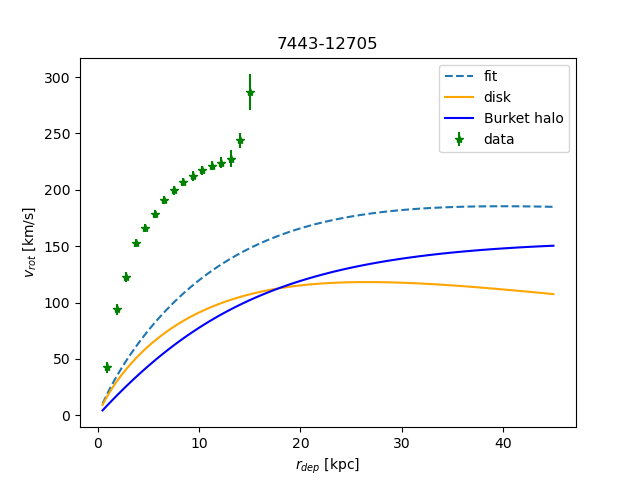 7443-12705
fit
disk
Burket halo
data
300
250
200
150
100
50
0
v_rot [km/s]
0 10 20 30 40
r_dep [kpc]